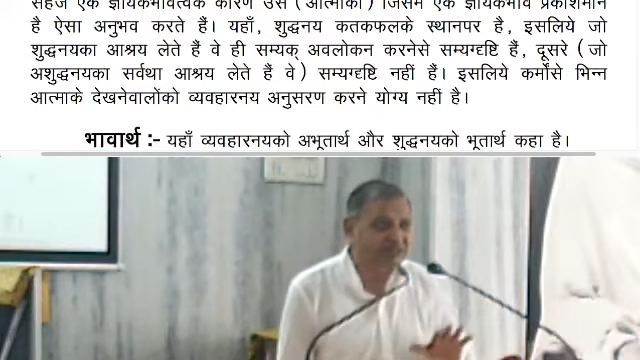 सहज एक ज्ञायकभावत्वके कारण उसे (आत्माको) जिसमें एक ज्ञायकभाव प्रकाशमान
है ऐसा अनुभव करते हैं। यहाँ, शुद्धनय कतकफलके स्थानपर है, इसलिये जो
शुद्धनयका आश्रय लेते हैं वे ही सम्यक् अवलोकन करनेसे सम्यग्दृष्टि हैं, दूसरे (जो
अशुद्धनयका सर्वथा आश्रय लेते हैं वे) सम्यग्दृष्टि नहीं हैं। इसलिये कर्मोंसे भिन्न
आत्माके देखनेवालोंको व्यवहारनय अनुसरण करने योग्य नहीं है।
भावार्थ :- यहाँ व्यवहारनयको अभूतार्थ और शुद्धनयको भूतार्थ कहा है।